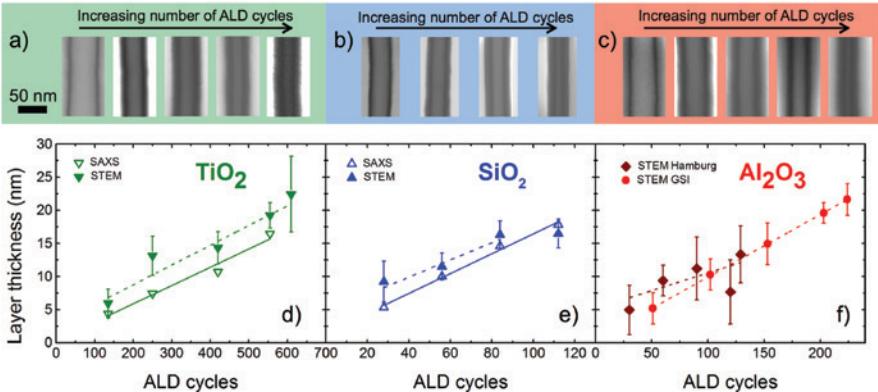 Increasing number of ALD cycles
Increasing number of ALD cycles
Increasing number of ALD cycles
a)
b)
c)
50 nm
Layer thickness (nm)
30
25
20
15
10
5
0
SAXS
STEM
TiO2
d)
SAXS
STEM
SiO2
e)
STEM Hamburg
STEM GSI
Al2O3
f)
0 100 200 300 400 500 600 70
20 40 60 80 100 120
0 50 100 150 200
ALD cycles
ALD cycles
ALD cycles